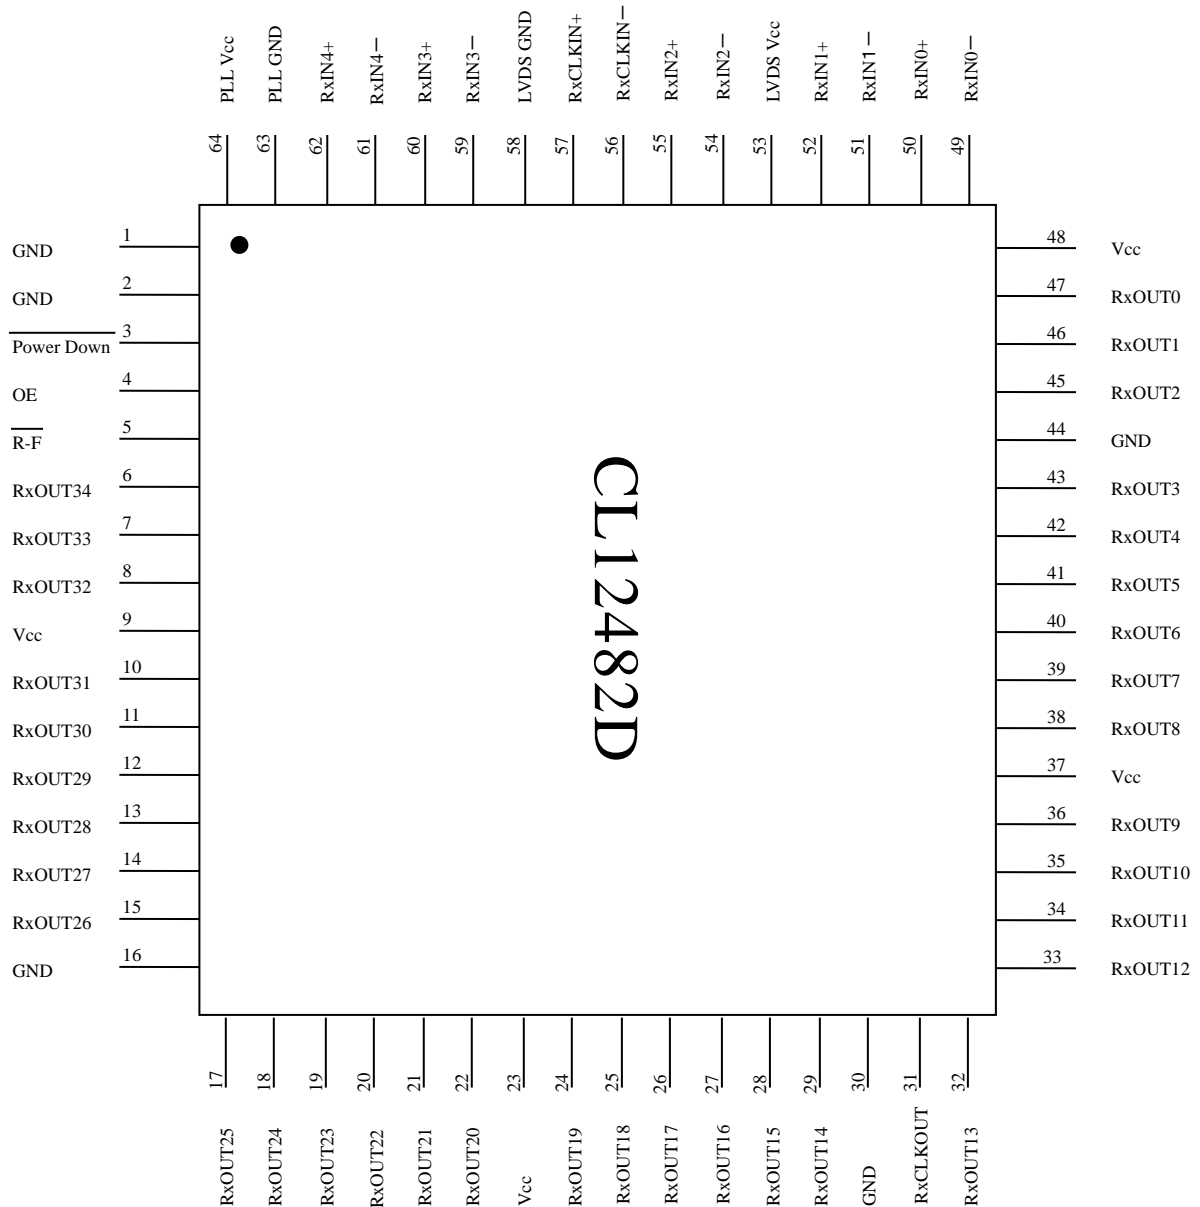 PLL Vcc
PLL GND
RxIN4+
RxIN4−
RxIN3+
RxIN3−
LVDS GND
RxCLKIN+
RxCLKIN−
RxIN2+
RxIN2−
LVDS Vcc
RxIN1+
RxIN1−
RxIN0+
RxIN0−
64
63
62
61
60
59
58
57
56
55
54
53
52
51
50
49
GND 1
GND 2
Power Down 3
OE 4
R-F 5
RxOUT34 6
RxOUT33 7
RxOUT32 8
Vcc 9
RxOUT31 10
RxOUT30 11
RxOUT29 12
RxOUT28 13
RxOUT27 14
RxOUT26 15
GND 16
CL12482D
48 Vcc
47 RxOUT0
46 RxOUT1
45 RxOUT2
44 GND
43 RxOUT3
42 RxOUT4
41 RxOUT5
40 RxOUT6
39 RxOUT7
38 RxOUT8
37 Vcc
36 RxOUT9
35 RxOUT10
34 RxOUT11
33 RxOUT12
17
18
19
20
21
22
23
24
25
26
27
28
29
30
31
32
RxOUT25
RxOUT24
RxOUT23
RxOUT22
RxOUT21
RxOUT20
Vcc
RxOUT19
RxOUT18
RxOUT17
RxOUT16
RxOUT15
RxOUT14
GND
RxCLKOUT
RxOUT13